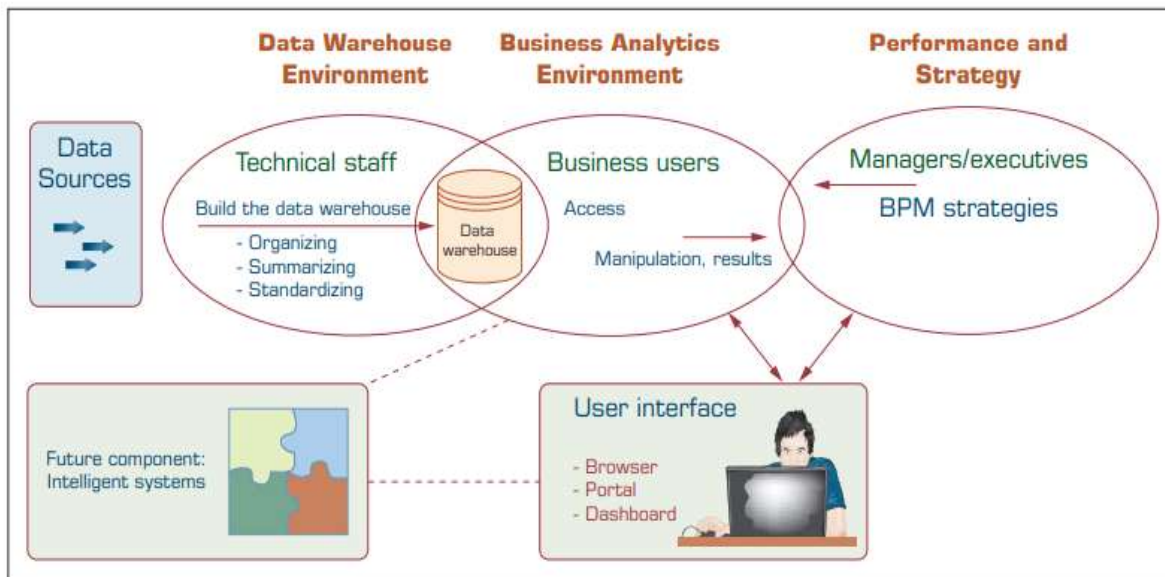 Data Warehouse
Environment
Business Analytics
Environment
Performance and
Strategy
Data
Sources
Technical staff
Build the data warehouse
- Organizing
- Summarizing
- Standardizing
Data
warehouse
Business users
Access
Manipulation, results
Managers/executives
BPM strategies
Future component:
Intelligent systems
User interface
- Browser
- Portal
- Dashboard